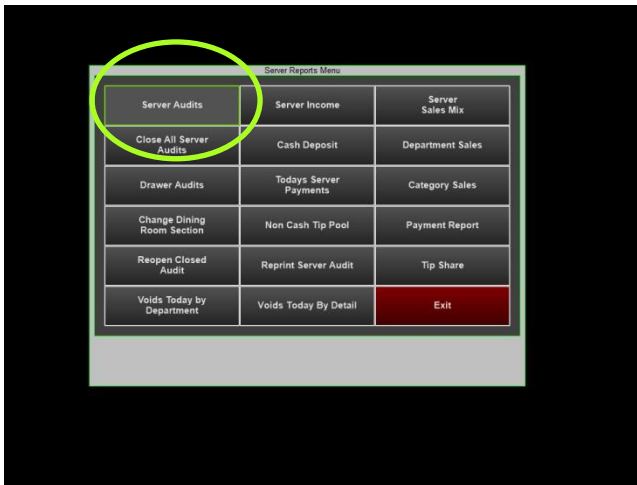 Server Reports Menu
Server Audits
Server Income
Server
Sales Mix
Close All Server
Audits
Cash Deposit
Department Sales
Drawer Audits
Todays Server
Payments
Category Sales
Change Dining
Room Section
Non Cash Tip Pool
Payment Report
Reopen Closed
Audit
Reprint Server Audit
Tip Share
Voids Today by
Department
Voids Today By Detail
Exit